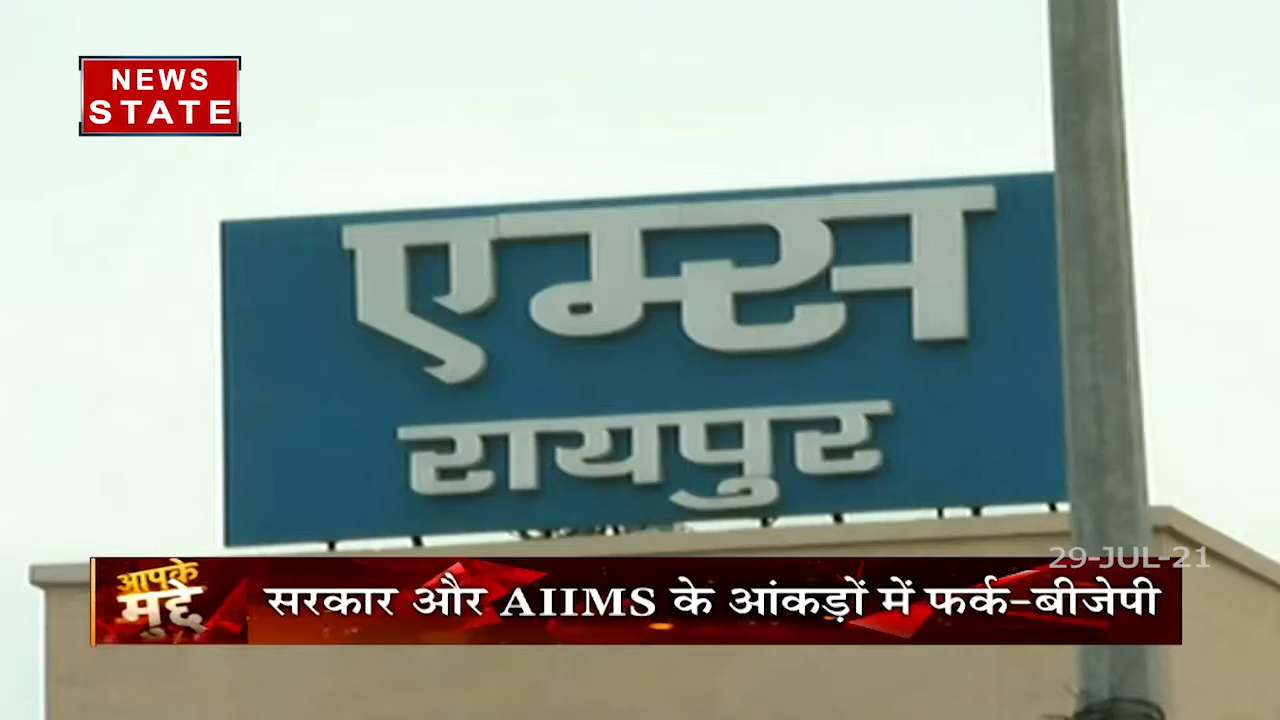 NEWS
STATE
एम्स
रायपुर
29-JUL-21
आपके
मुद्दे
सरकार और AIIMS के आंकड़ों में फर्क-बीजेपी